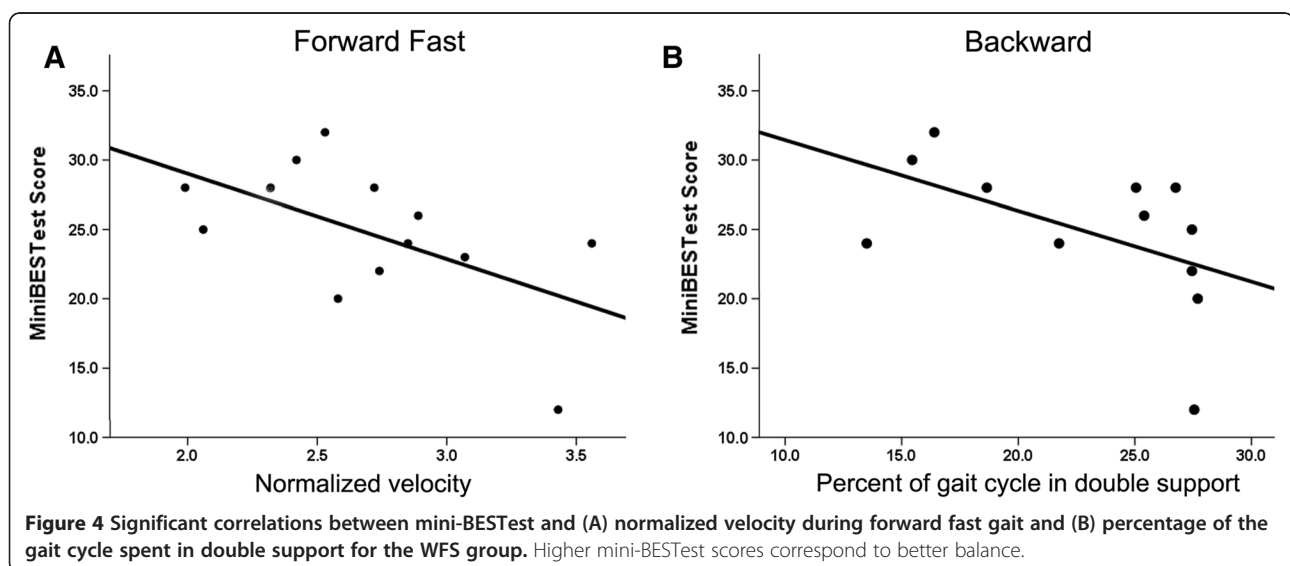 A
Forward Fast
35.0
30.0
25.0
20.0
15.0
10.0
MiniBESTest Score
2.0 2.5 3.0 3.5
Normalized velocity
B
Backward
35.0
30.0
25.0
20.0
15.0
10.0
MiniBESTest Score
10.0 15.0 20.0 25.0 30.0
Percent of gait cycle in double support
Figure 4 Significant correlations between mini-BESTest and (A) normalized velocity during forward fast gait and (B) percentage of the
gait cycle spent in double support for the WFS group. Higher mini-BESTest scores correspond to better balance.